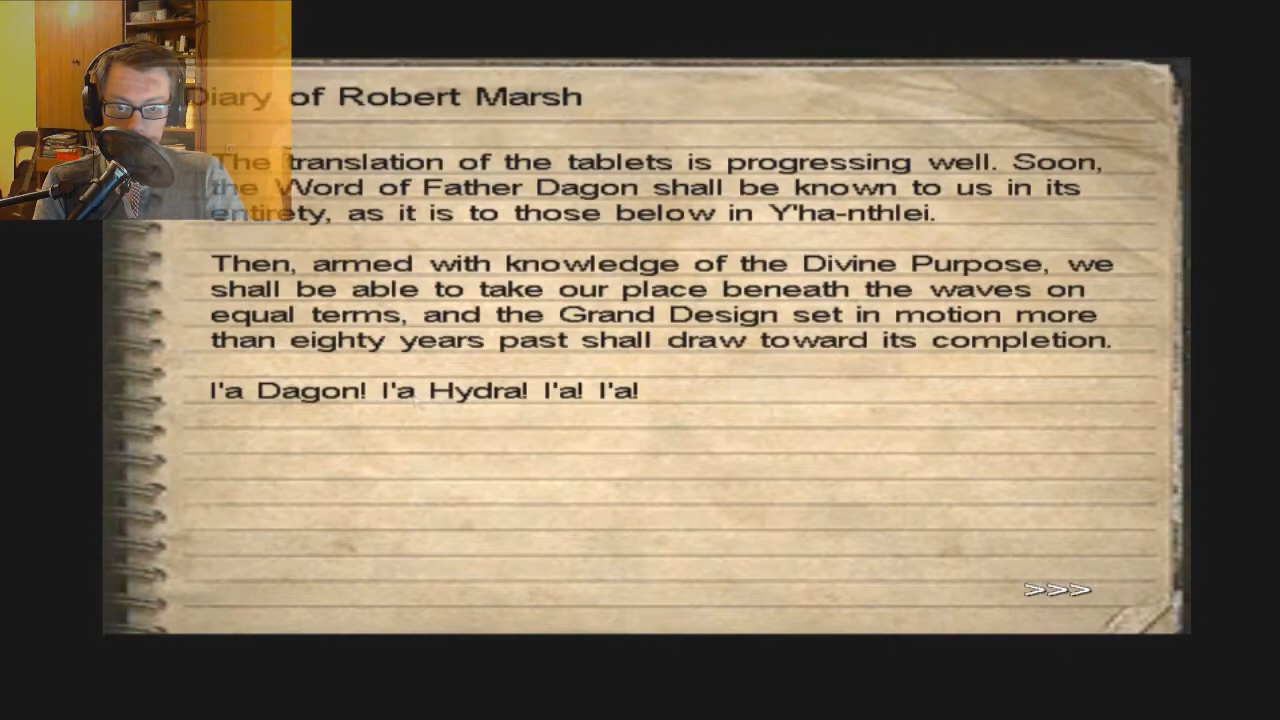 Diary of Robert Marsh
The translation of the tablets is progressing well. Soon,
the Word of Father Dagon shall be known to us in its
entirety, as it is to those below in Y'ha-nthlei.
Then, armed with knowledge of the Divine Purpose, we
shall be able to take our place beneath the waves on
equal terms, and the Grand Design set in motion more
than eighty years past shall draw toward its completion.
I'a Dagon! I'a Hydra! I'a! I'a!
>>>